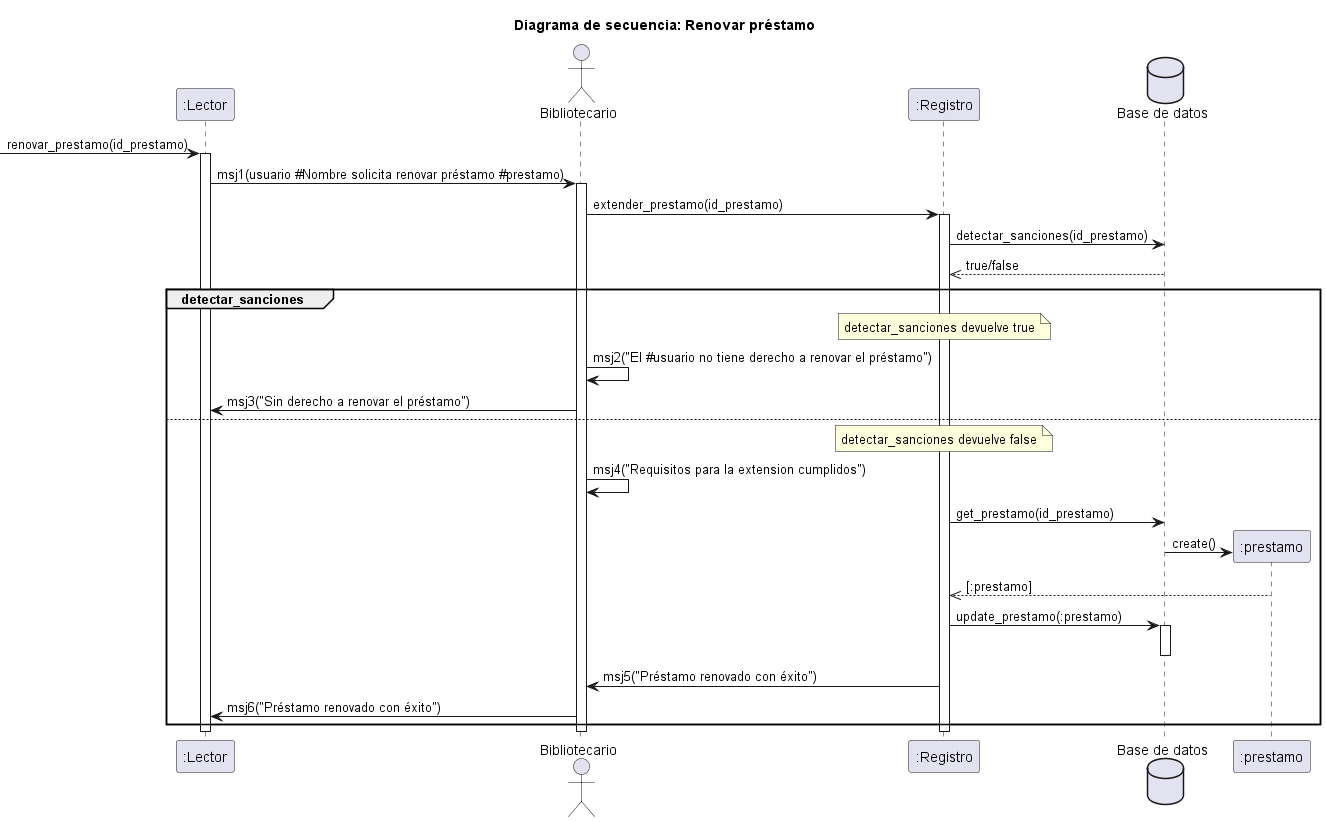 Diagrama de secuencia: Renovar préstamo
:Lector
Bibliotecario
:Registro
Base de datos
renovar_prestamo(id_prestamo)
msj1(usuario #Nombre solicita renovar préstamo #prestamo)
extender_prestamo(id_prestamo)
detectar_sanciones(id_prestamo)
true/false
detectar_sanciones
detectar_sanciones devuelve true
msj2("El #usuario no tiene derecho a renovar el préstamo")
msj3("Sin derecho a renovar el préstamo")
detectar_sanciones devuelve false
msj4("Requisitos para la extension cumplidos")
get_prestamo(id_prestamo)
create()
:prestamo
[:prestamo]
update_prestamo(:prestamo)
msj5("Préstamo renovado con éxito")
msj6("Préstamo renovado con éxito")
:Lector
Bibliotecario
:Registro
Base de datos
:prestamo